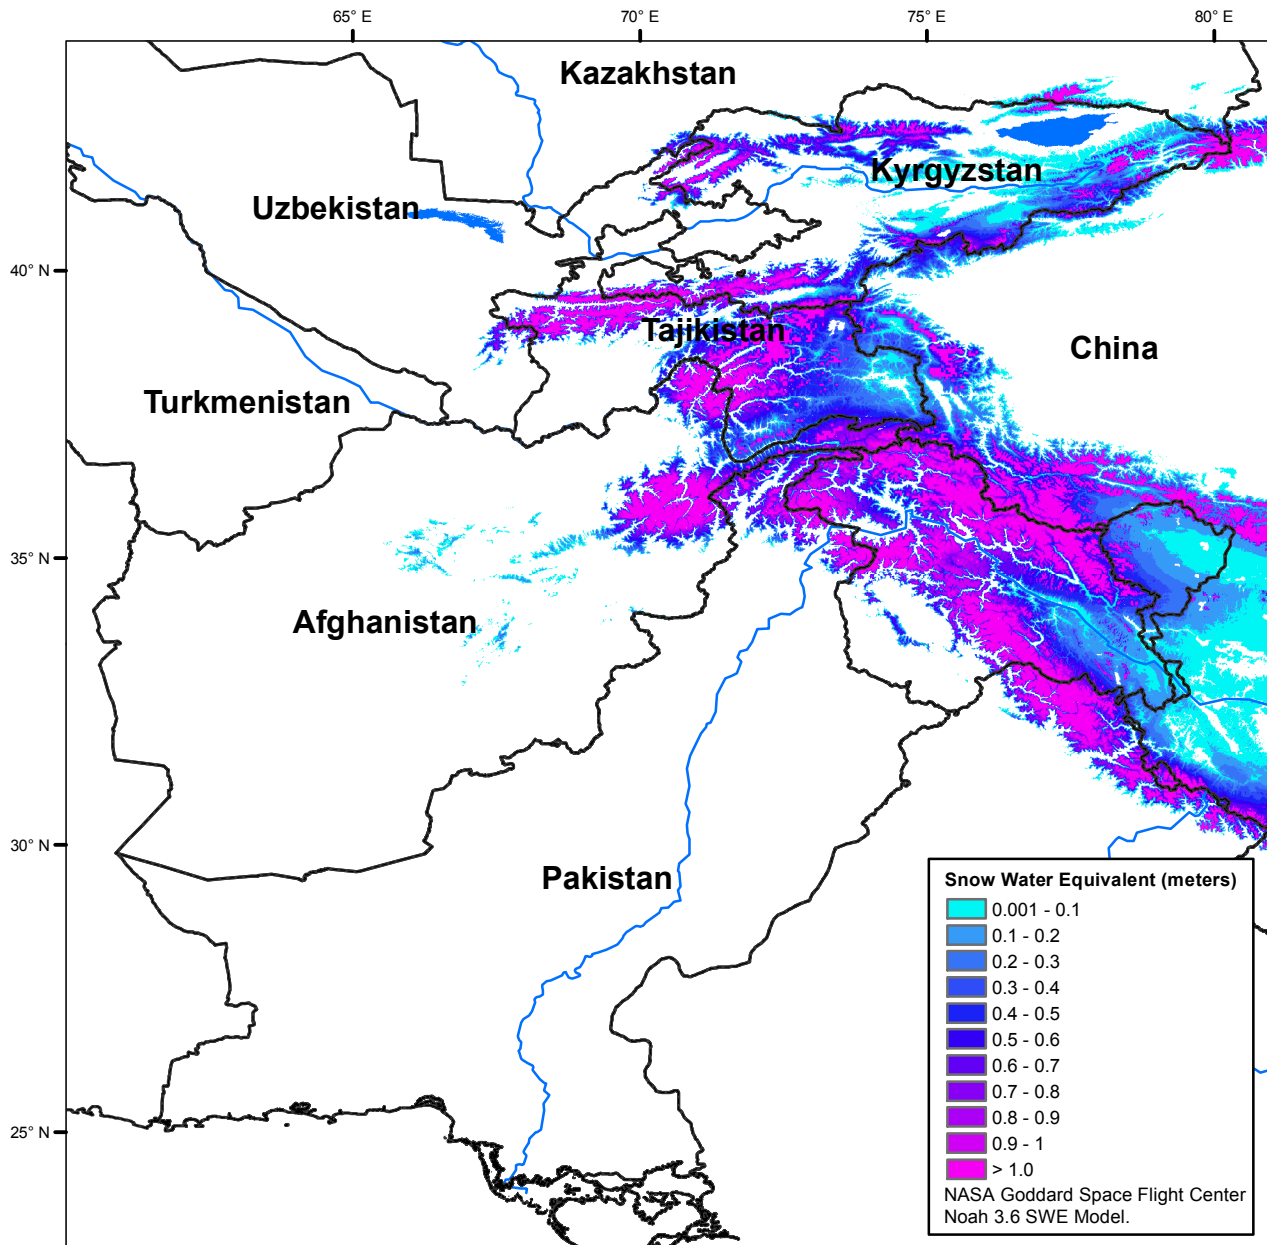 65° E
70° E
75° E
80° E
Kazakhstan
Kyrgyzstan
Uzbekistan
40° N
Tajikistan
China
Turkmenistan
35° N
Afghanistan
30° N
Pakistan
25° N
Snow Water Equivalent (meters)
0.001 - 0.1
0.1 - 0.2
0.2 - 0.3
0.3 - 0.4
0.4 - 0.5
0.5 - 0.6
0.6 - 0.7
0.7 - 0.8
0.8 - 0.9
0.9 - 1
> 1.0
NASA Goddard Space Flight Center
Noah 3.6 SWE Model.